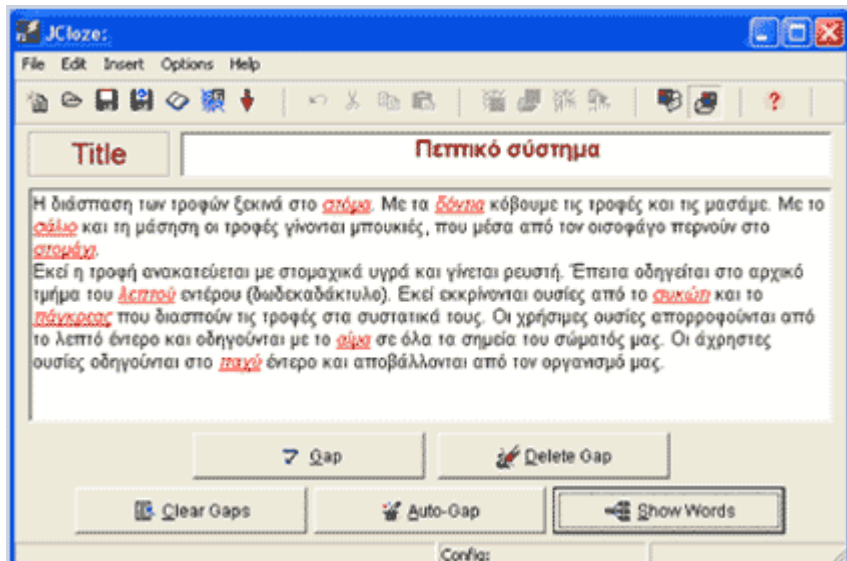 JCloze:
File Edit Insert Options Help
Title
Πεπτικό σύστημα
Η διάσπαση των τροφών ξεκινά στο στόμα. Με τα δόντια κόβουμε τις τροφές και τις μασάμε. Με το
σάλιο και τη μάσηση οι τροφές γίνονται μπουκιές, που μέσα από τον οισοφάγο περνούν στο
στομάχι.
Εκεί η τροφή ανακατεύεται με στομαχικά υγρά και γίνεται ρευστή. Έπειτα οδηγείται στο αρχικό
τμήμα του λεπτού εντέρου (δωδεκαδάκτυλο). Εκεί εκκρίνονται ουσίες από το συκώτι και το
πάγκρεας που διασπούν τις τροφές στα συστατικά τους. Οι χρήσιμες ουσίες απορροφούνται από
το λεπτό έντερο και οδηγούνται με το αίμα σε όλα τα σημεία του σώματός μας. Οι άχρηστες
ουσίες οδηγούνται στο παχύ έντερο και αποβάλλονται από τον οργανισμό μας.
Gap
Delete Gap
Clear Gaps
Auto-Gap
Show Words
Config: